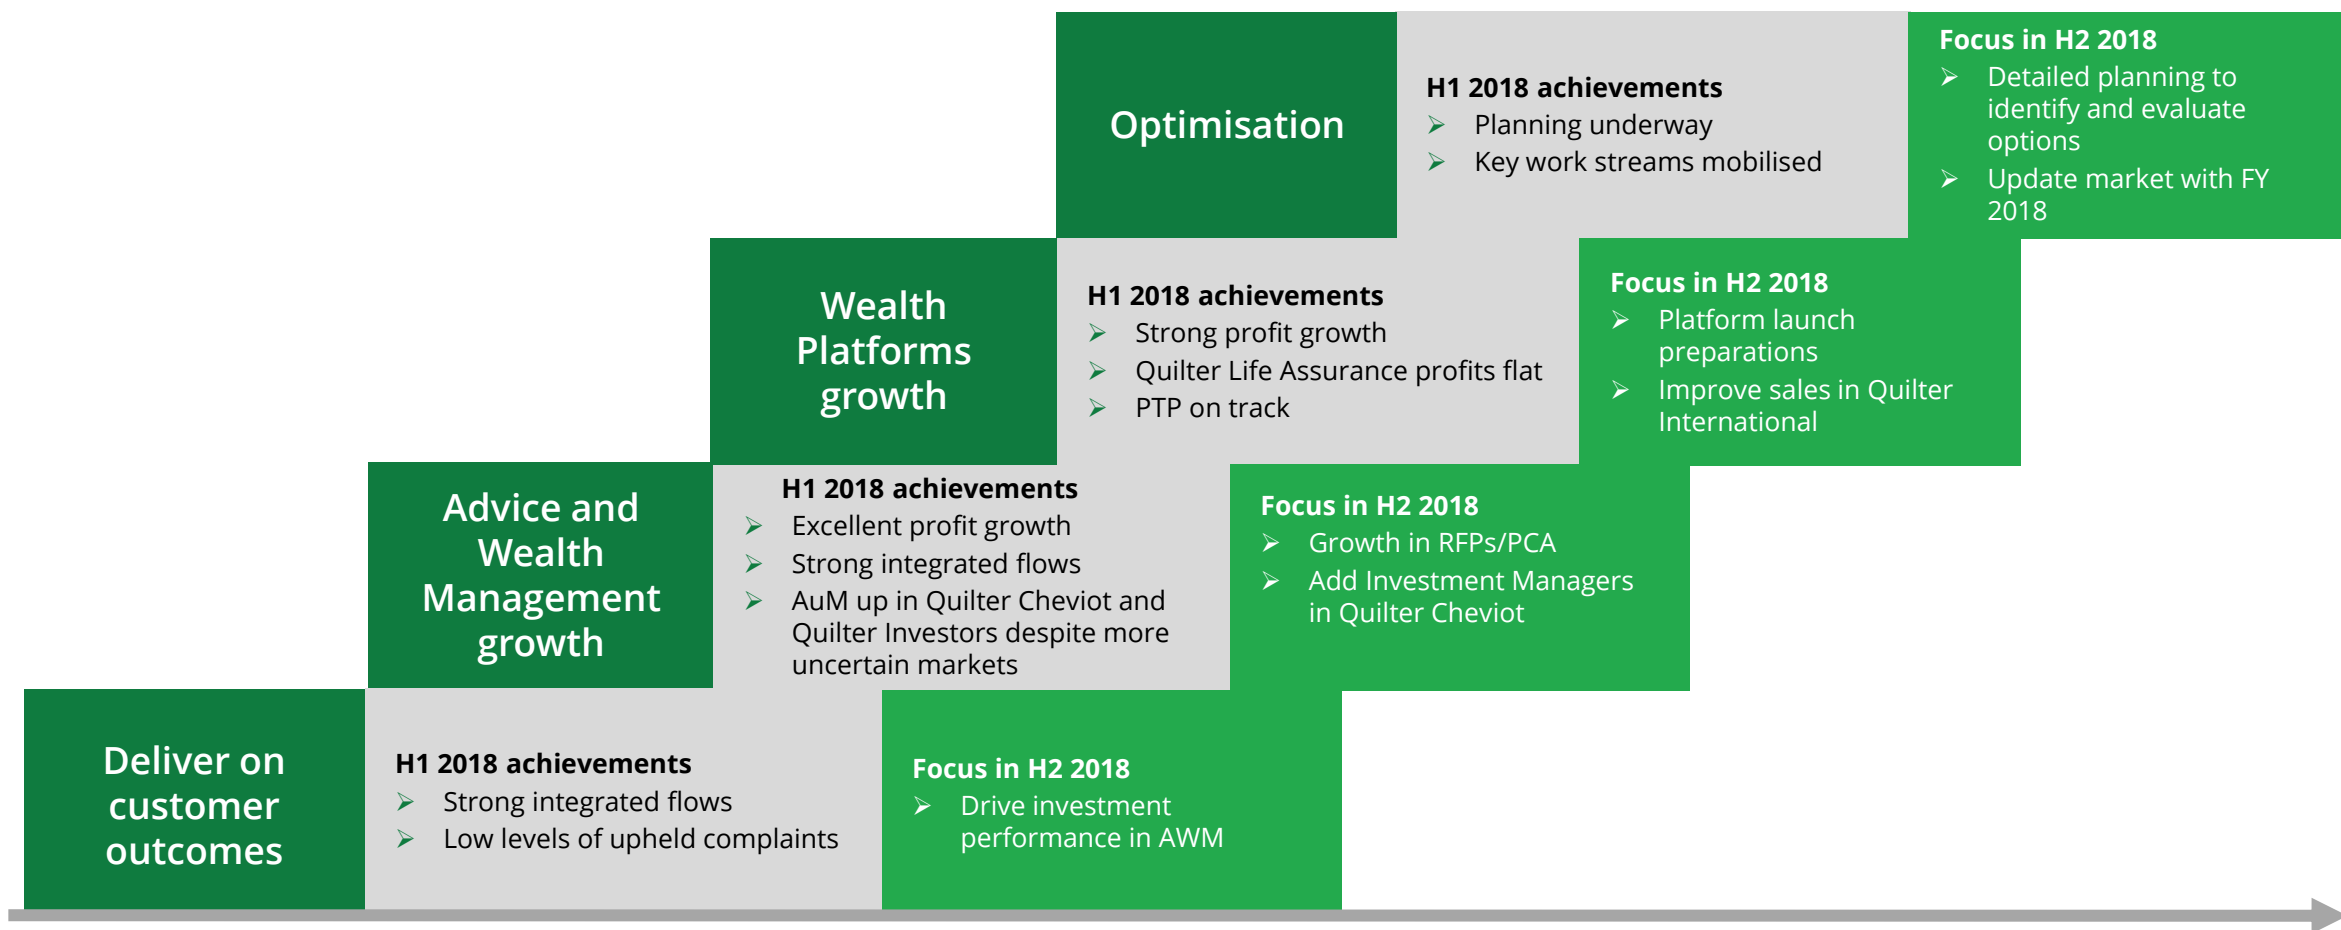 Optimisation
H1 2018 achievements
➢ Planning underway
➢ Key work streams mobilised
Focus in H2 2018
➢ Detailed planning to
identify and evaluate
options
➢ Update market with FY
2018
Wealth
Platforms
growth
H1 2018 achievements
➢ Strong profit growth
➢ Quilter Life Assurance profits flat
➢ PTP on track
Focus in H2 2018
➢ Platform launch
preparations
➢ Improve sales in Quilter
International
Advice and
Wealth
Management
growth
H1 2018 achievements
➢ Excellent profit growth
➢ Strong integrated flows
➢ AuM up in Quilter Cheviot and
Quilter Investors despite more
uncertain markets
Focus in H2 2018
➢ Growth in RFPs/PCA
➢ Add Investment Managers
in Quilter Cheviot
Deliver on
customer
outcomes
H1 2018 achievements
➢ Strong integrated flows
➢ Low levels of upheld complaints
Focus in H2 2018
➢ Drive investment
performance in AWM